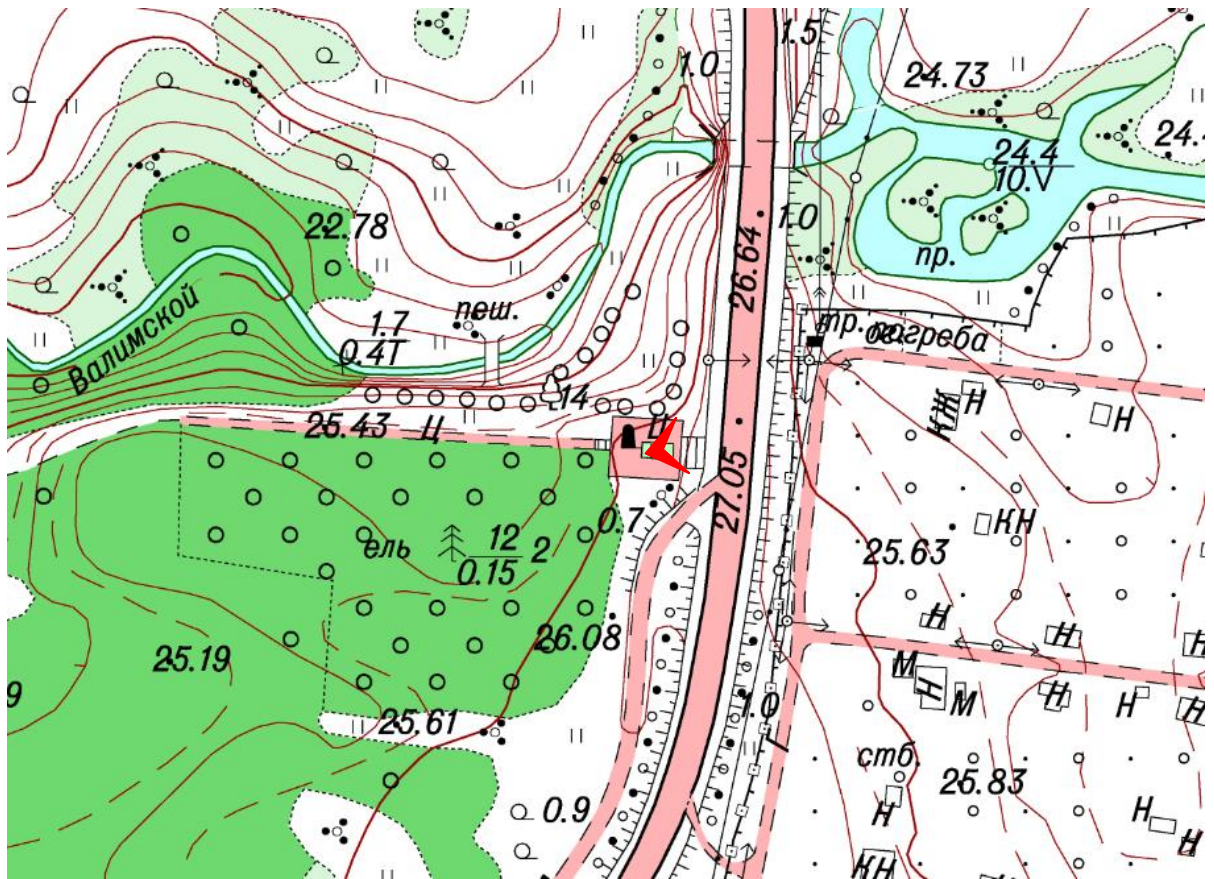 1.0
1.5
24.73
24.4
24.4
10.V
22.78
1.0
пр.
26.64
пеш.
Валимской
1.7
0.4Т
тр.
погреба
14
25.43
Ц
Ц
КЖ
Н
Н
27.05
0.7
КН
ель
12
2
0.15
25.63
26.08
Н
Н
Н
25.19
9
М
Н
М
Н
Н
Н
25.61
1.0
Г
стб.
25.83
0.9
Н
Н
Н
КН
Н